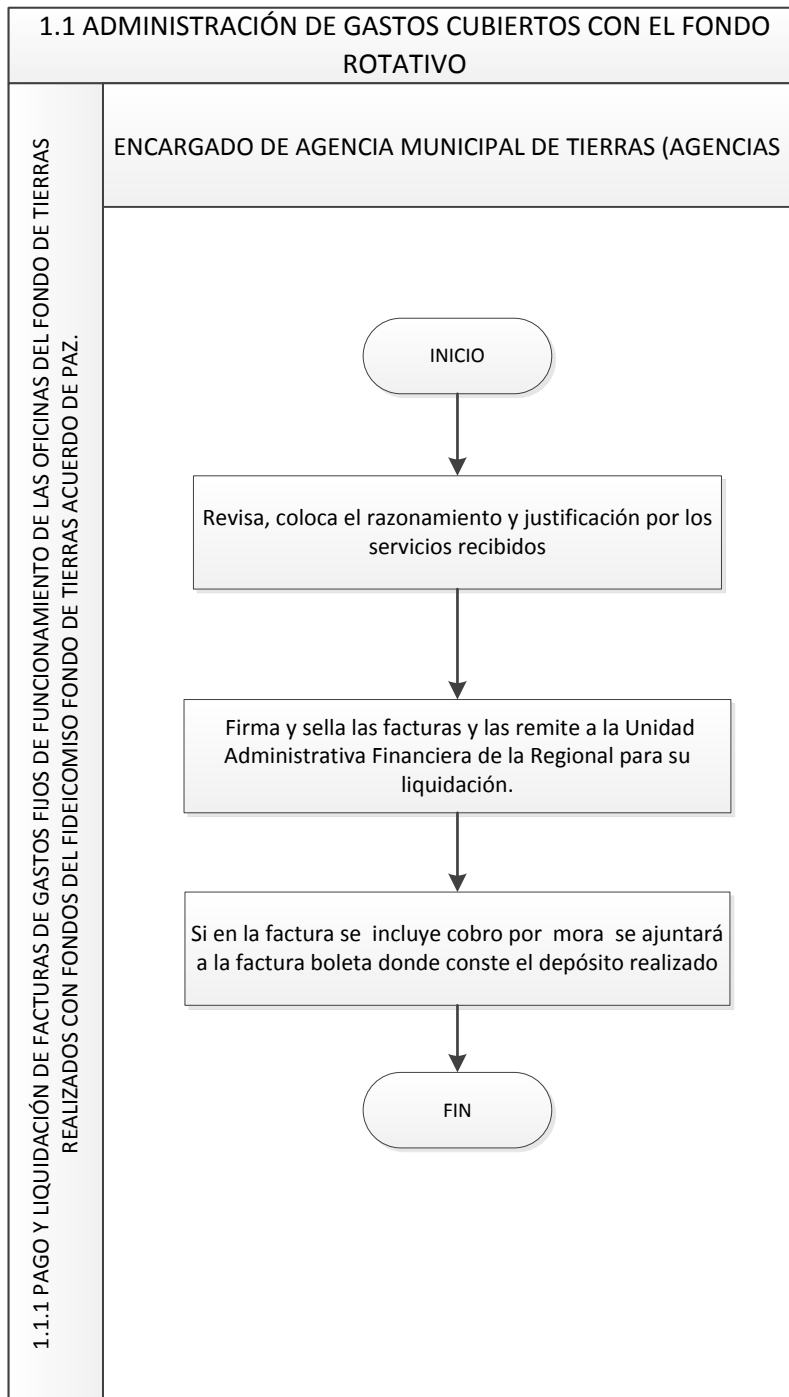 1.1 ADMINISTRACIÓN DE GASTOS CUBIERTOS CON EL FONDO
ROTATIVO
1.1.1 PAGO Y LIQUIDACIÓN DE FACTURAS DE GASTOS FIJOS DE FUNCIONAMIENTO DE LAS OFICINAS DEL FONDO DE TIERRAS
REALIZADOS CON FONDOS DEL FIDEICOMISO FONDO DE TIERRAS ACUERDO DE PAZ.
ENCARGADO DE AGENCIA MUNICIPAL DE TIERRAS (AGENCIAS
INICIO
Revisa, coloca el razonamiento y justificación por los
servicios recibidos
Firma y sella las facturas y las remite a la Unidad
Administrativa Financiera de la Regional para su
liquidación.
Si en la factura se incluye cobro por mora se ajuntará
a la factura boleta donde conste el depósito realizado
FIN